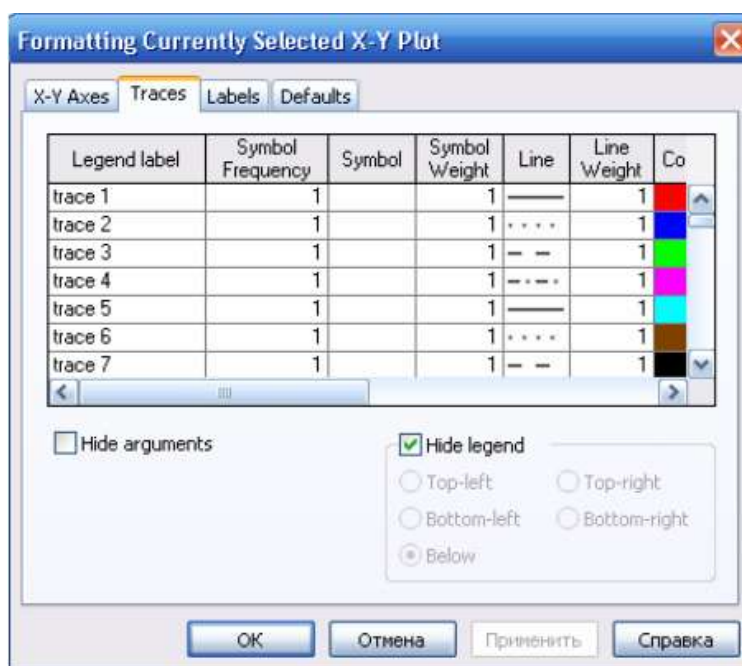 Formatting Currently Selected X-Y Plot
X-Y Axes Traces Labels Defaults
Legend label Symbol Frequency Symbol Symbol Weight Line Line Weight Co
trace 1 1 1 1
trace 2 1 1 1
trace 3 1 1 1
trace 4 1 1 1
trace 5 1 1 1
trace 6 1 1 1
trace 7 1 1 1
Hide arguments
Hide legend
Top-left Top-right
Bottom-left Bottom-right
Below
OK Отмена Применить Справка